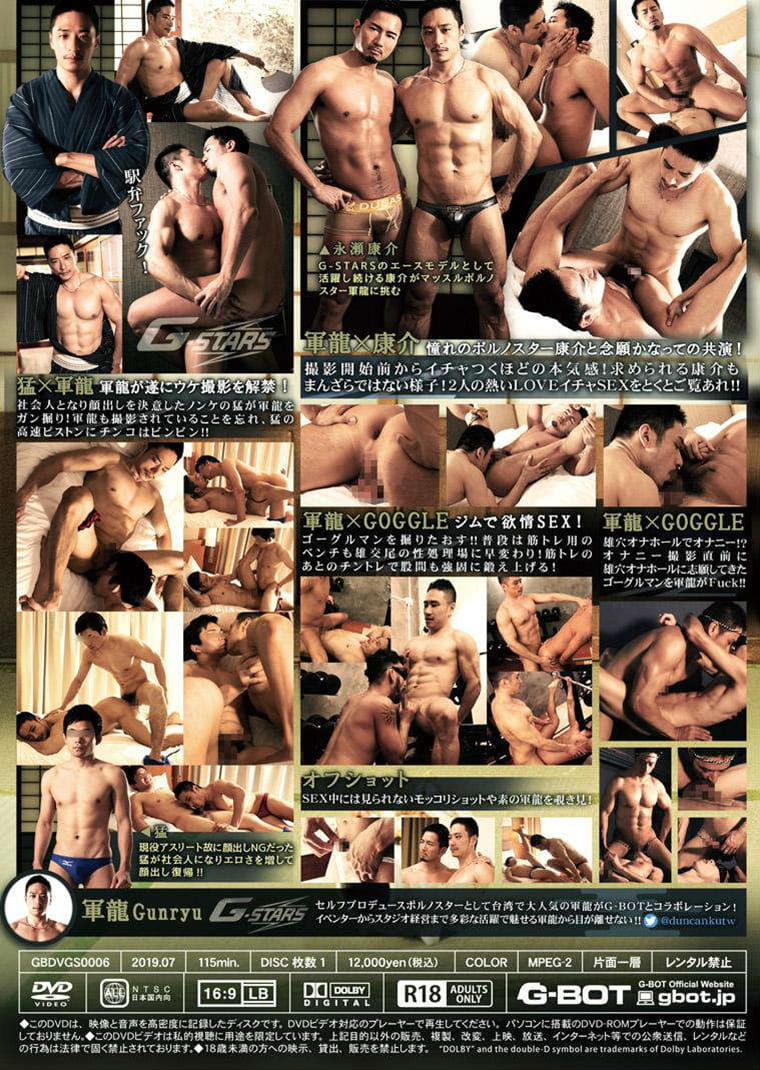 駅弁ファック！
G-STARS
DUGAS
▲永瀬康介
G-STARSのエースモデルとして
活躍し続ける康介がマッスルポルノ
スター軍龍に挑む
軍龍×康介 憧れのポルノスター康介と念願かなっての共演！
撮影開始前からイチャつくほどの本気感！求められる康介も
まんざらではない様子！2人の熱いLOVEイチャSEXをとくとご覧あれ!!
猛×軍龍 軍龍が遂にウケ撮影を解禁！
社会人となり顔出しを決意したノンケの猛が軍龍を
ガン掘り！軍龍も撮影されていることを忘れ、猛の
高速ピストンにチンコはビンビン!!
軍龍×GOGGLE ジムで欲情SEX！
ゴーグルマンを掘りたおす!!普段は筋トレ用の
ベンチも雄交尾の性処理場に早変わり！筋トレの
あとのチントレで股間も強固に鍛え上げる！
軍龍×GOGGLE
雄穴オナホールでオナニー!?
オナニー撮影直前に
雄穴オナホールに志願してきた
ゴーグルマンを軍龍がFuck!!
オフショット
SEX中には見られないモッコリショットや素の軍龍を覗き見！
▲猛
現役アスリート故に顔出しNGだった
猛が社会人になりエロさを増して
顔出し復帰!!
軍龍 Gunryu G-STARS
セルフプロデュースポルノスターとして台湾で大人気の軍龍がG-BOTとコラボレーション！
イベンターからスタジオ経営まで多彩な活躍で魅せる軍龍から目が離せない!! @duncankutw
GBDVGS0006 2019.07 115min. DISC 枚数 1 12,000yen(税込) COLOR MPEG-2 片面一層 レンタル禁止
DVD VIDEO ALL NTSC 日本国内向 16:9 LB DOLBY DIGITAL R18 ADULTS ONLY G-BOT G-BOT Official Website gbot.jp
◆このDVDは、映像と音声を高密度に記録したディスクです。DVDビデオ対応のプレーヤーで再生してください。パソコンに搭載のDVD-ROMプレーヤーでの動作は保証
しておりません。◆このDVDビデオは私的視聴に用途を限定しています。上記目的以外の販売、複製、改変、上映、放送、インターネット等での公衆送信、レンタルなど
の行為は法律で固く禁止されております。◆18歳未満の方への映示、貸出、販売を禁止します。 "DOLBY" and the double-D symbol are trademarks of Dolby Laboratories.